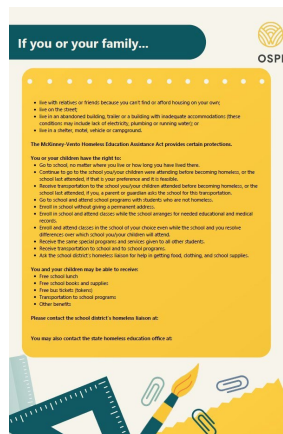 If you or your family...
OSPI
live with relatives or friends because you can't find or afford housing on your own;
live on the street;
live in an abandoned building, trailer or a building with inadequate accommodation: (these
conditions may include lack of electricity, plumbing or running water); or
live in a shelter, motel, vehicle or campground.
The McKinney-Vento Homeless Education Assistance Act provides certain protections.
You or your children have the right to:
Go to school, no matter where you live or how long you have lived there.
Continue to go to the school you/your children were attending before becoming homeless, or the
school last attended, if that is your preference and it is feasible.
Receive transportation to the school you/your children attended before becoming homeless, or the
school last attended, if you, a parent or guardian asks the school for this transportation.
Go to school and attend school programs with students who are not homeless.
Enroll in school without giving a permanent address.
Enroll in school and attend classes while the school arranges for needed educational and medical
records.
Enroll and attend classes in the school of your choice even while the school and you resolve
differences over which school you/your children will attend.
Receive the same special programs and services given to all other students.
Receive transportation to school and to school programs.
Ask the school district's homeless liaison for help in getting food, clothing, and school supplies.
You and your children may be able to receive:
Free school lunch
Free school books and supplies
Free bus tickets (tokens)
Transportation to school programs
Other benefits
Please contact the school district's homeless liaison at:
You may also contact the state homeless education office at: